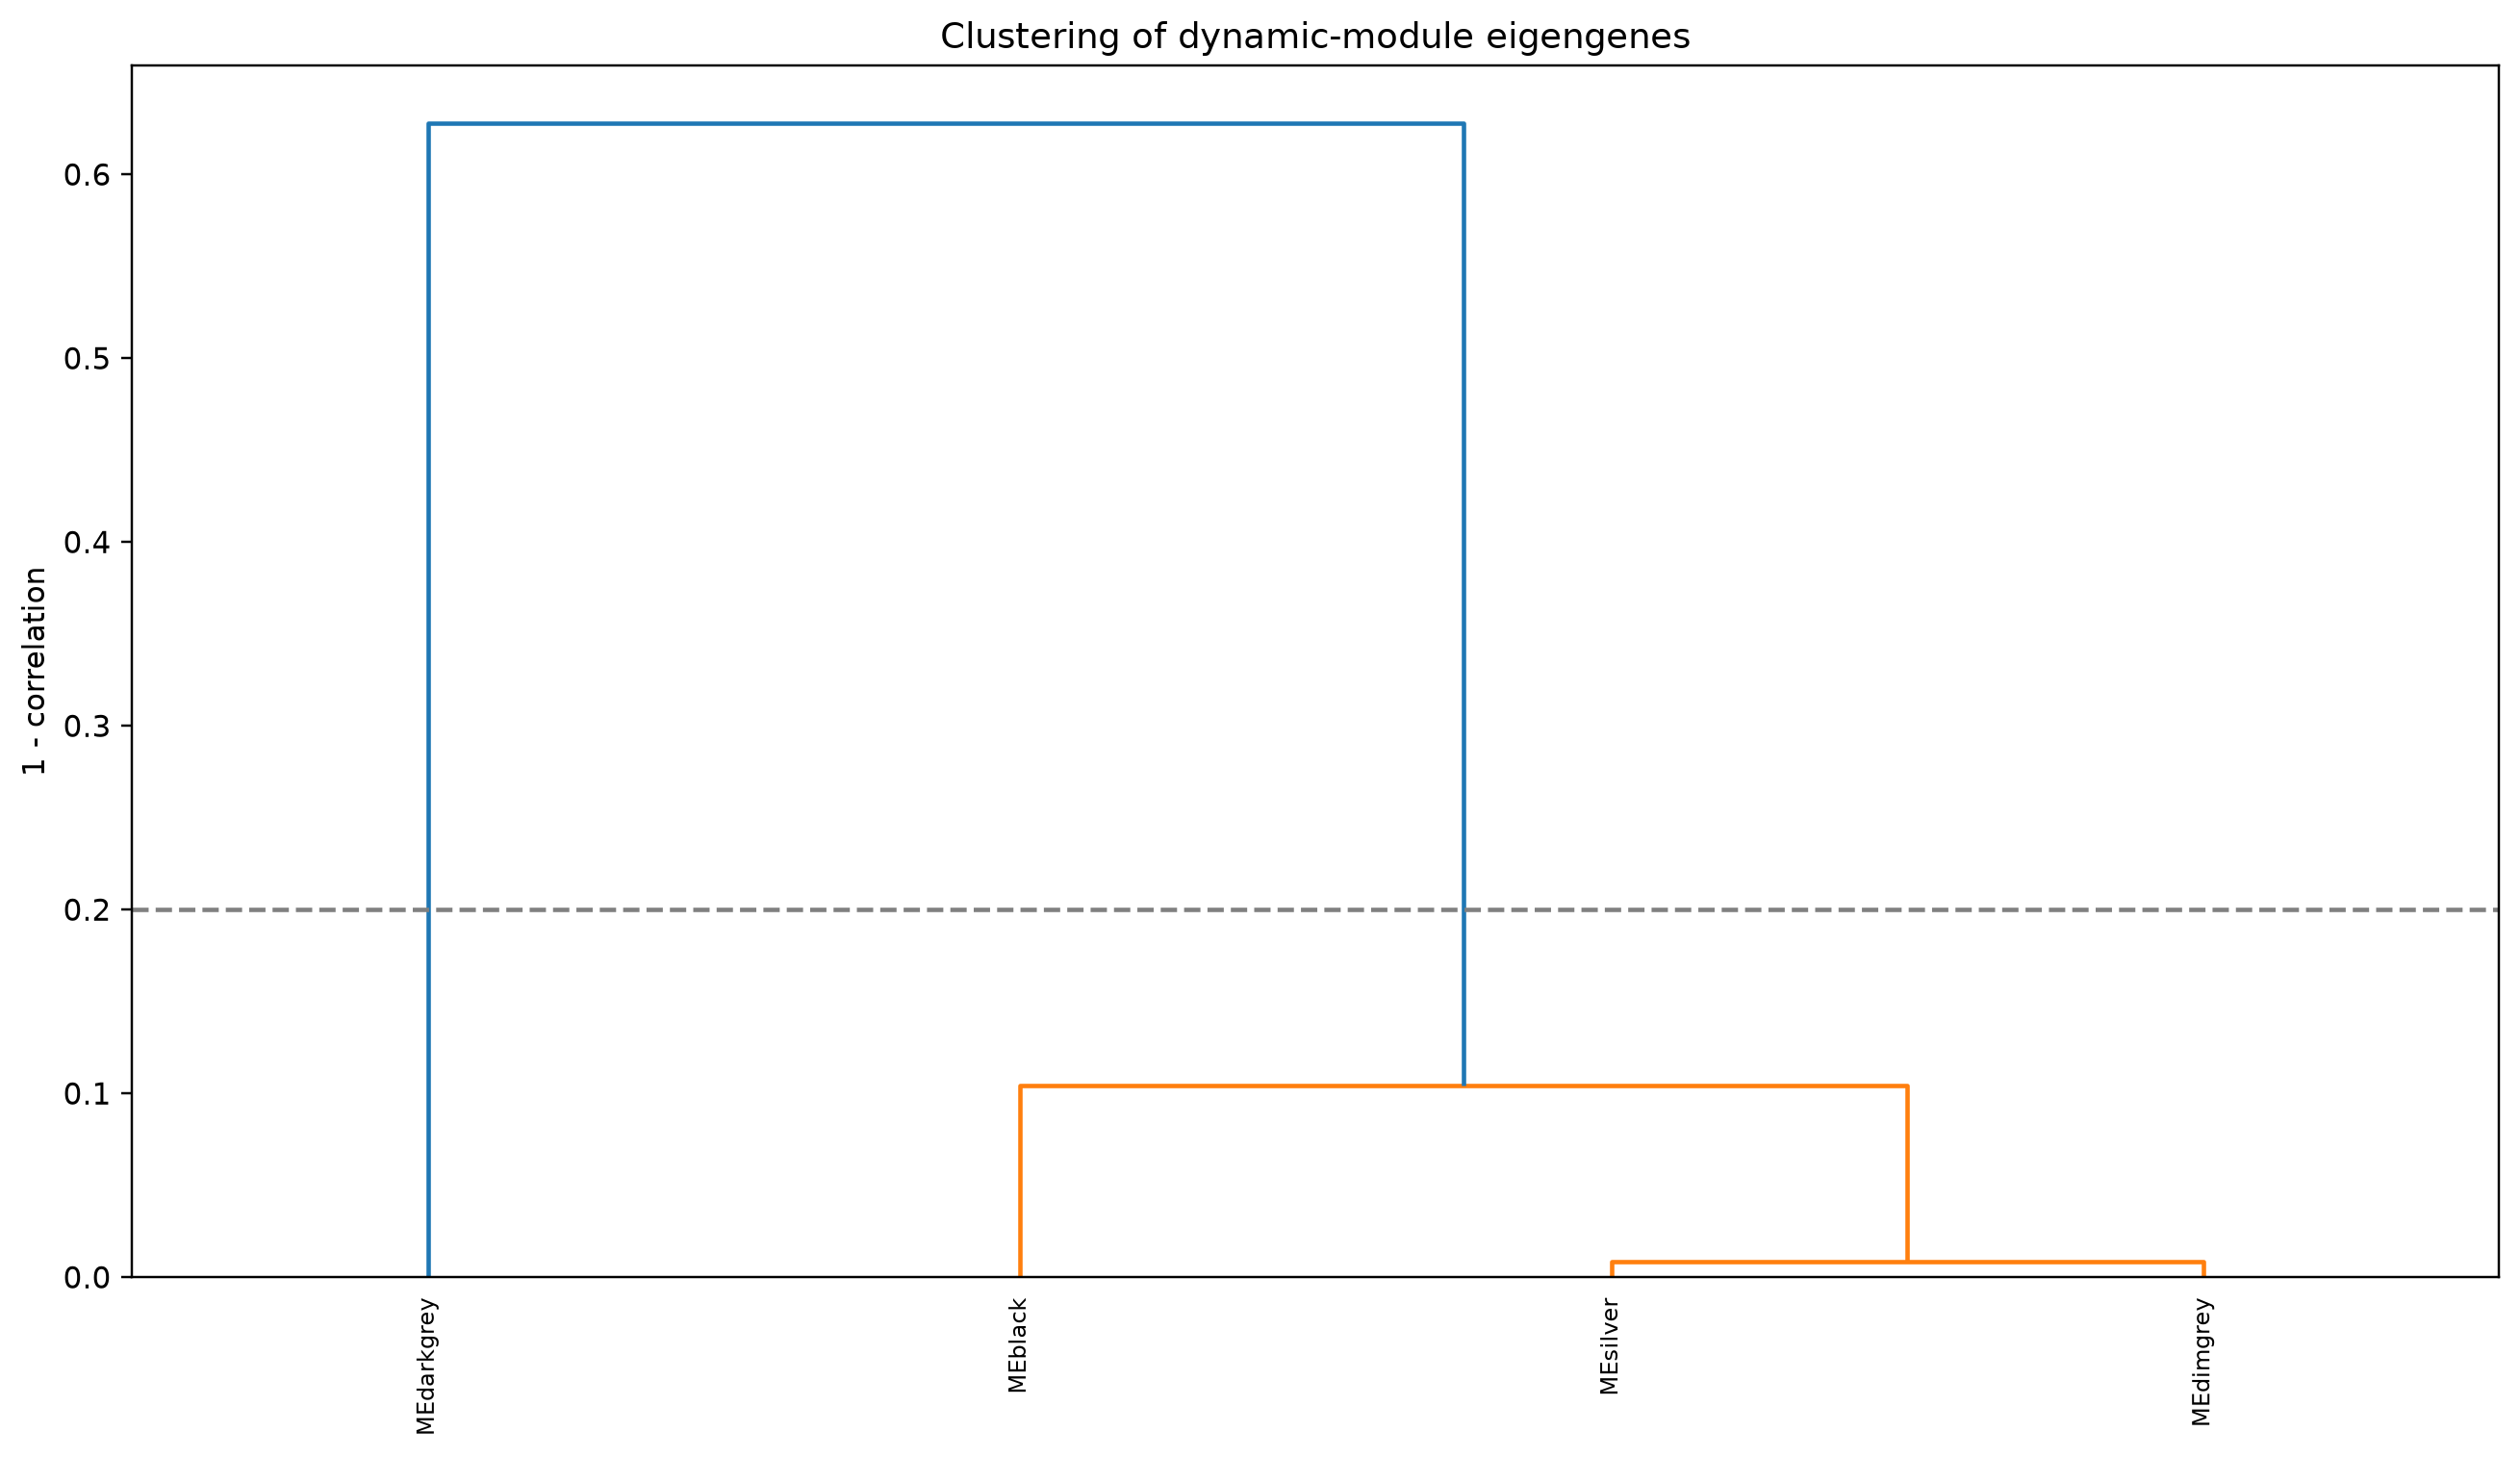 Clustering of dynamic-module eigengenes
1 - correlation
0.6
0.5
0.4
0.3
0.2
0.1
0.0
MEdarkgrey
MEblack
MEsilver
MEdimgrey